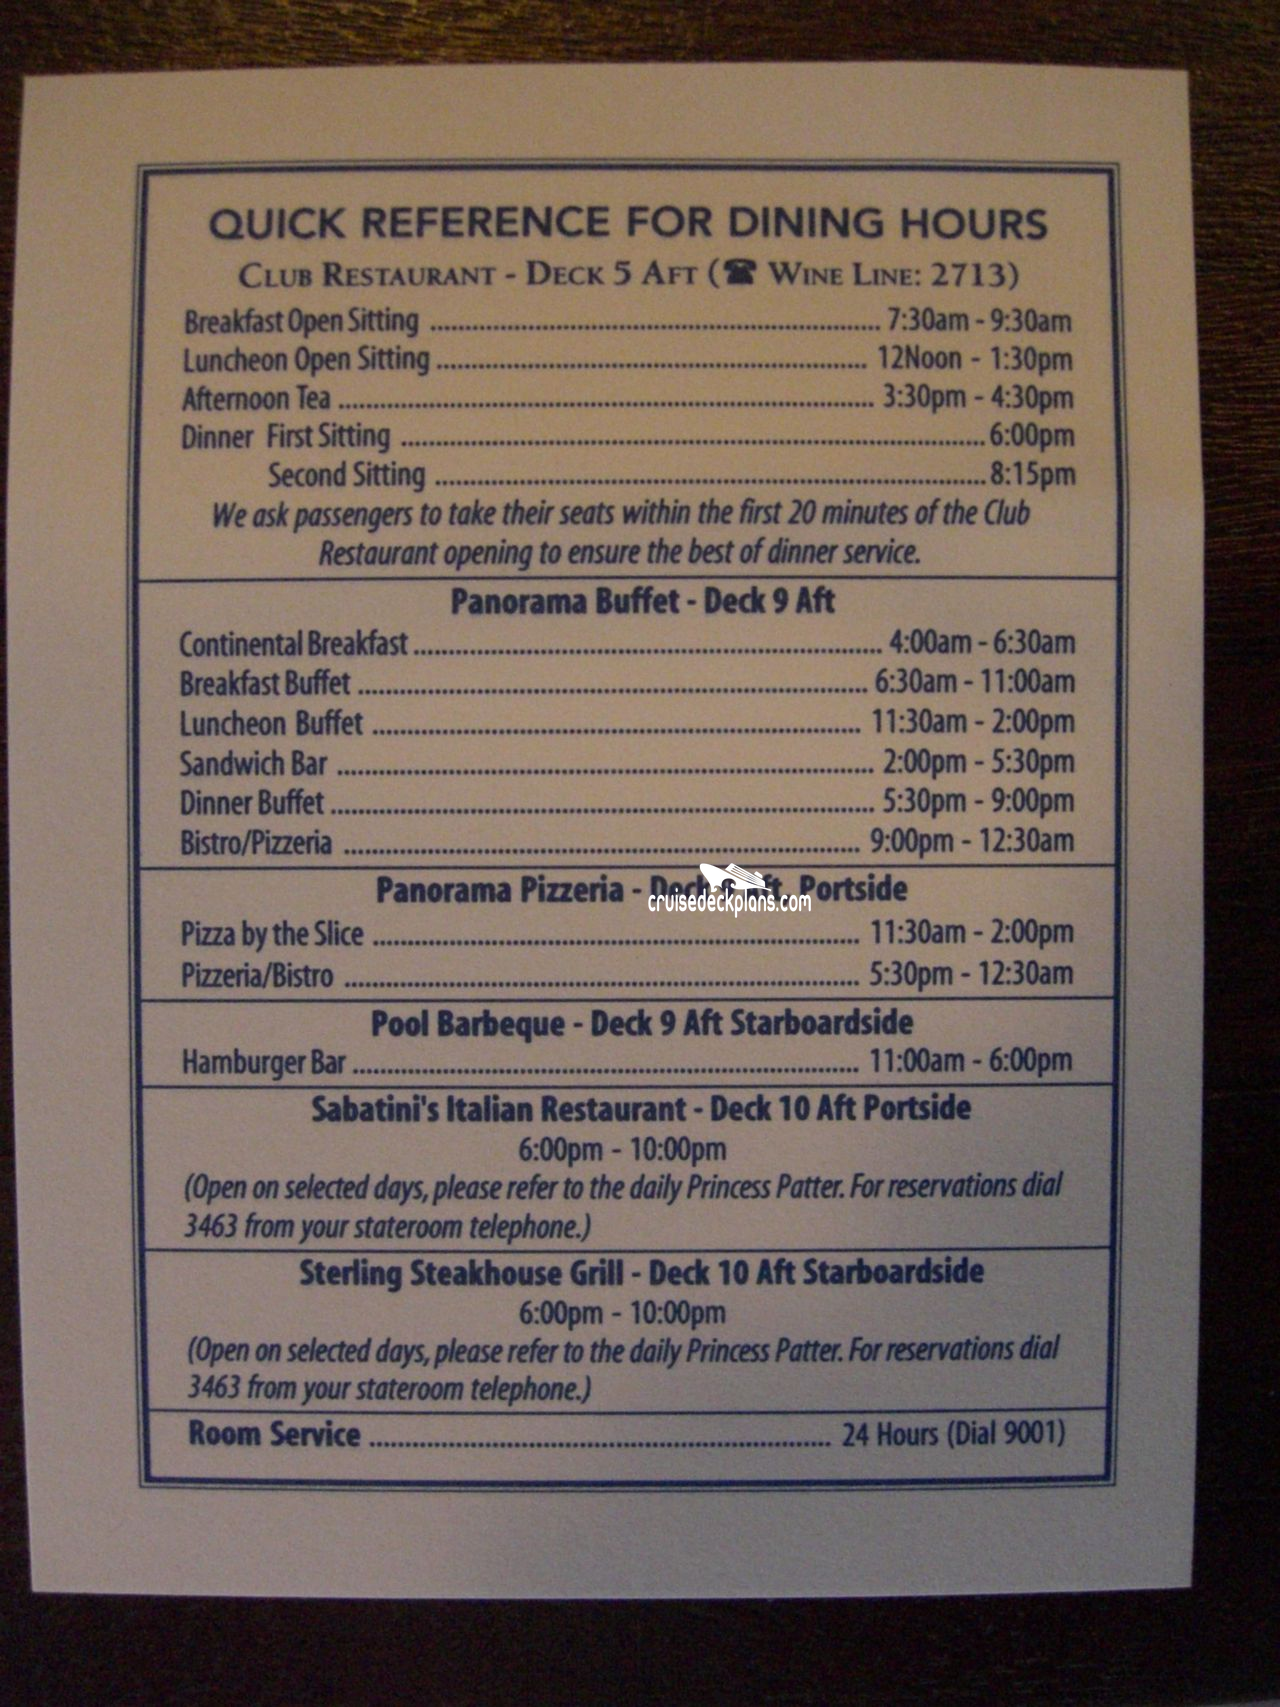 QUICK REFERENCE FOR DINING HOURS
CLUB RESTAURANT - DECK 5 AFT (☎ WINE LINE: 2713)
Breakfast Open Sitting ................................................................ 7:30am - 9:30am
Luncheon Open Sitting ............................................................. 12Noon - 1:30pm
Afternoon Tea ............................................................................ 3:30pm - 4:30pm
Dinner First Sitting ................................................................................... 6:00pm
Second Sitting .............................................................................. 8:15pm
We ask passengers to take their seats within the first 20 minutes of the Club
Restaurant opening to ensure the best of dinner service.
Panorama Buffet - Deck 9 Aft
Continental Breakfast ................................................................... 4:00am - 6:30am
Breakfast Buffet ......................................................................... 6:30am - 11:00am
Luncheon Buffet ...................................................................... 11:30am - 2:00pm
Sandwich Bar ............................................................................ 2:00pm - 5:30pm
Dinner Buffet .............................................................................. 5:30pm - 9:00pm
Bistro/Pizzeria .......................................................................... 9:00pm - 12:30am
Panorama Pizzeria - Deck Aft Portside
cruisedeckplans.com
Pizza by the Slice ...................................................................... 11:30am - 2:00pm
Pizzeria/Bistro .......................................................................... 5:30pm - 12:30am
Pool Barbeque - Deck 9 Aft Starboardside
Hamburger Bar ......................................................................... 11:00am - 6:00pm
Sabatini's Italian Restaurant - Deck 10 Aft Portside
6:00pm - 10:00pm
(Open on selected days, please refer to the daily Princess Patter. For reservations dial
3463 from your stateroom telephone.)
Sterling Steakhouse Grill - Deck 10 Aft Starboardside
6:00pm - 10:00pm
(Open on selected days, please refer to the daily Princess Patter. For reservations dial
3463 from your stateroom telephone.)
Room Service .................................................................. 24 Hours (Dial 9001)